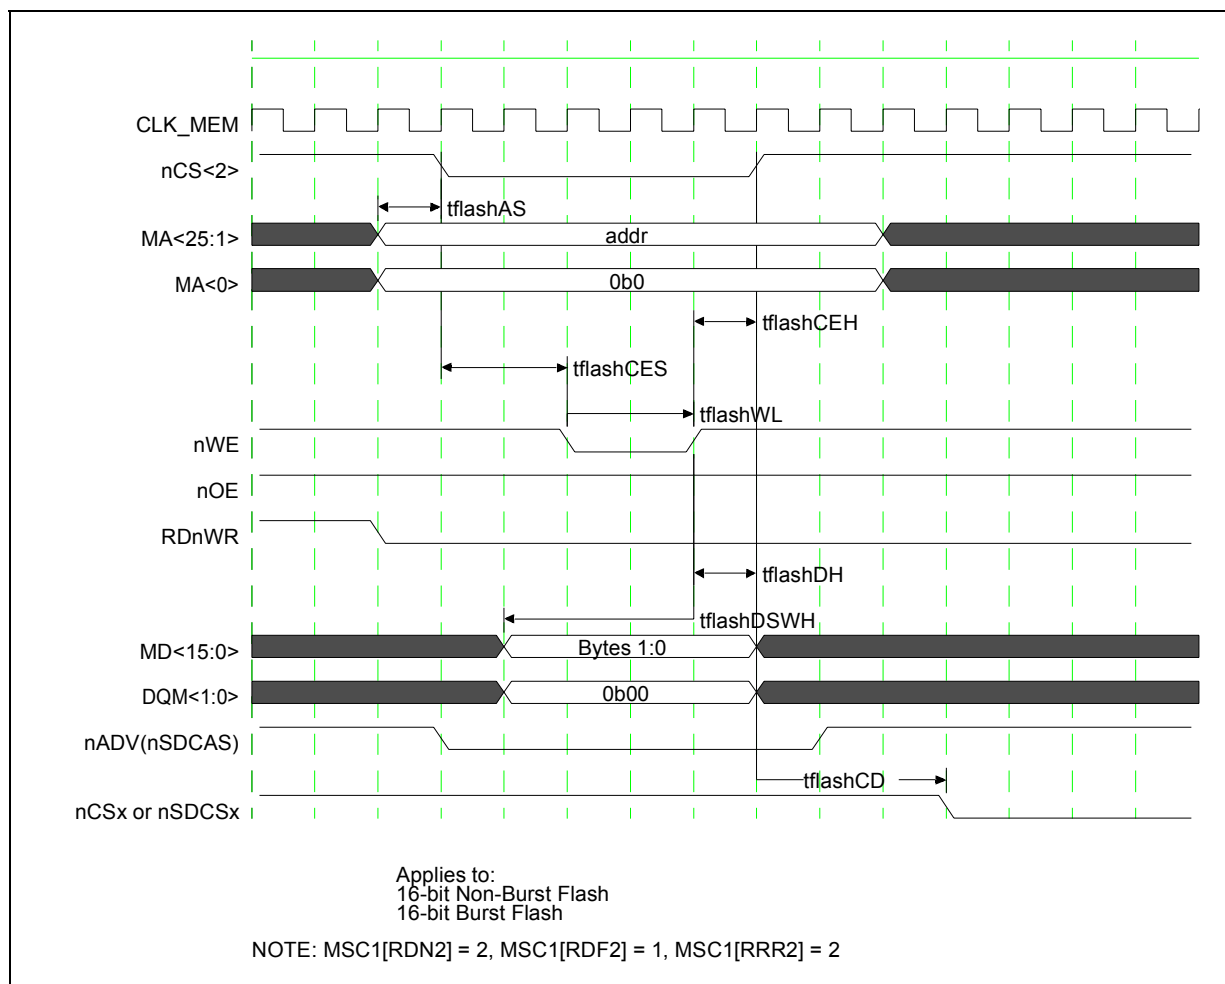 CLK_MEM
nCS<2>
tflashAS
MA<25:1>
addr
MA<0>
0b0
tflashCEH
tflashCES
tflashWL
nWE
nOE
RDnWR
tflashDH
tflashDSWH
MD<15:0>
Bytes 1:0
DQM<1:0>
0b00
nADV(nSDCAS)
tflashCD
nCSx or nSDCSx
Applies to:
16-bit Non-Burst Flash
16-bit Burst Flash
NOTE: MSC1[RDN2] = 2, MSC1[RDF2] = 1, MSC1[RRR2] = 2